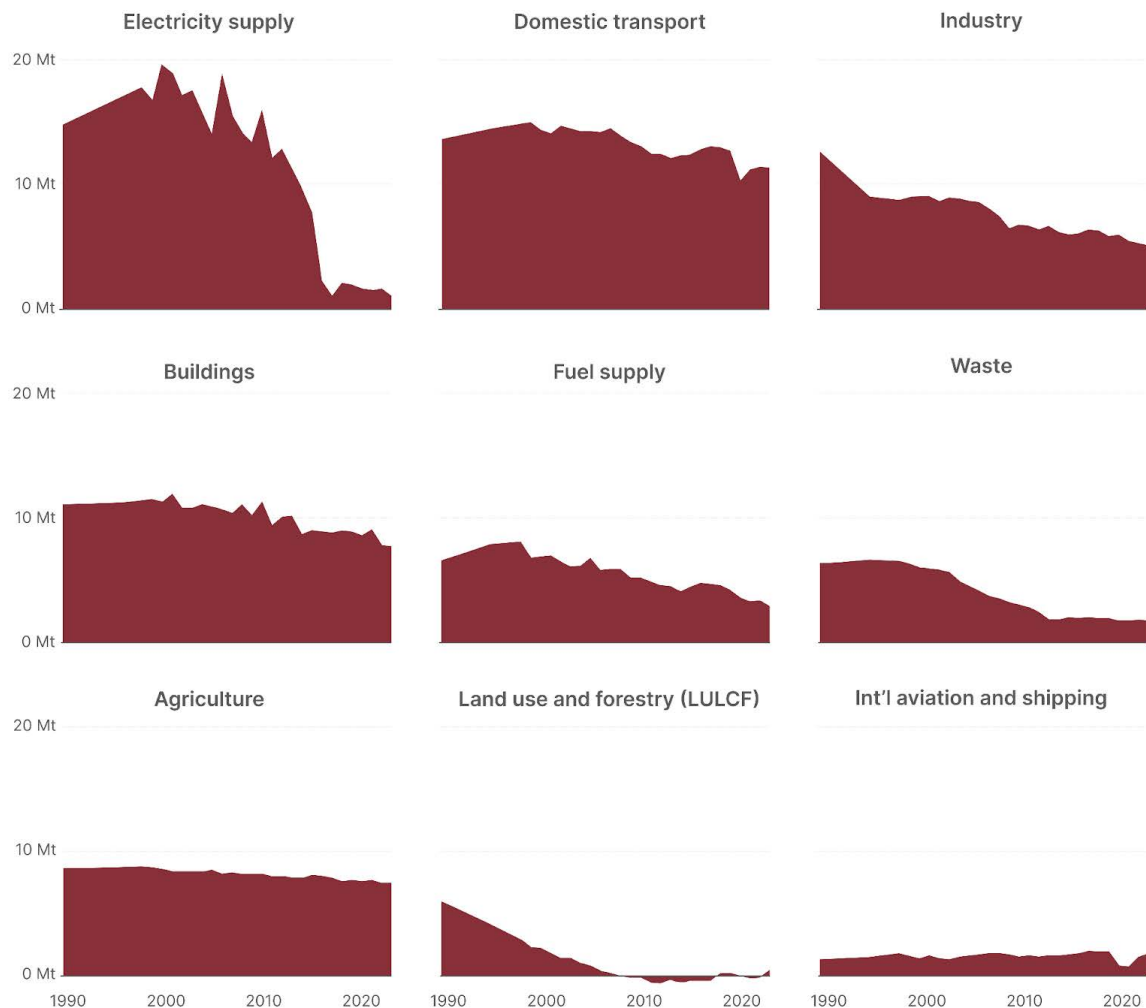 Electricity supply
Domestic transport
Industry
20 Mt
10 Mt
0 Mt
Buildings
Fuel supply
Waste
20 Mt
10 Mt
0 Mt
Agriculture
Land use and forestry (LULCF)
Int'l aviation and shipping
20 Mt
10 Mt
0 Mt
1990 2000 2010 2020
1990 2000 2010 2020
1990 2000 2010 2020